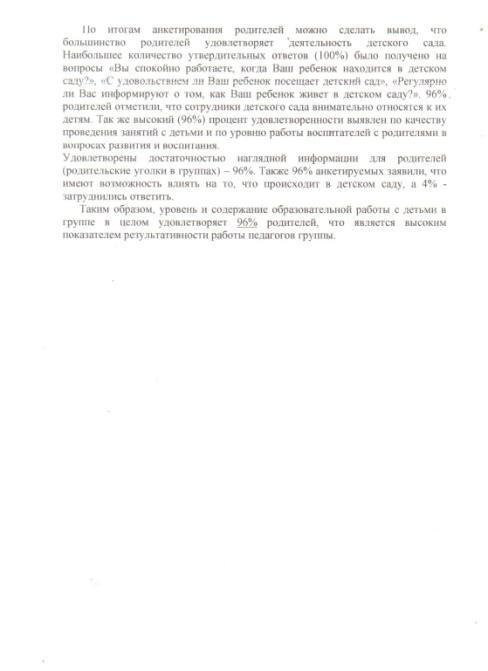 По итогам анкетирования родителей можно сделать вывод, что
большинство родителей удовлетворяет деятельность детского сада.
Наибольшее количество утвердительных ответов (100%) было получено на
вопросы «Вы спокойно работаете, когда Ваш ребенок находится в детском
саду?», «С удовольствием ли Ваш ребенок посещает детский сад», «Регулярно
ли Вас информируют о том, как Ваш ребенок живет в детском саду?». 96%
родителей отметили, что сотрудники детского сада внимательно относятся к их
детям. Так же высокий (96%) процент удовлетворенности выявлен по качеству
проведения занятий с детьми и по уровню работы воспитателей с родителями в
вопросах развития и воспитания.
Удовлетворены достаточностью наглядной информации для родителей
(родительские уголки в группах) – 96%. Также 96% анкетируемых заявили, что
имеют возможность влиять на то, что происходит в детском саду, а 4% -
затруднились ответить.
Таким образом, уровень и содержание образовательной работы с детьми в
группе в целом удовлетворяет 96% родителей, что является высоким
показателем результативности работы педагогов группы.